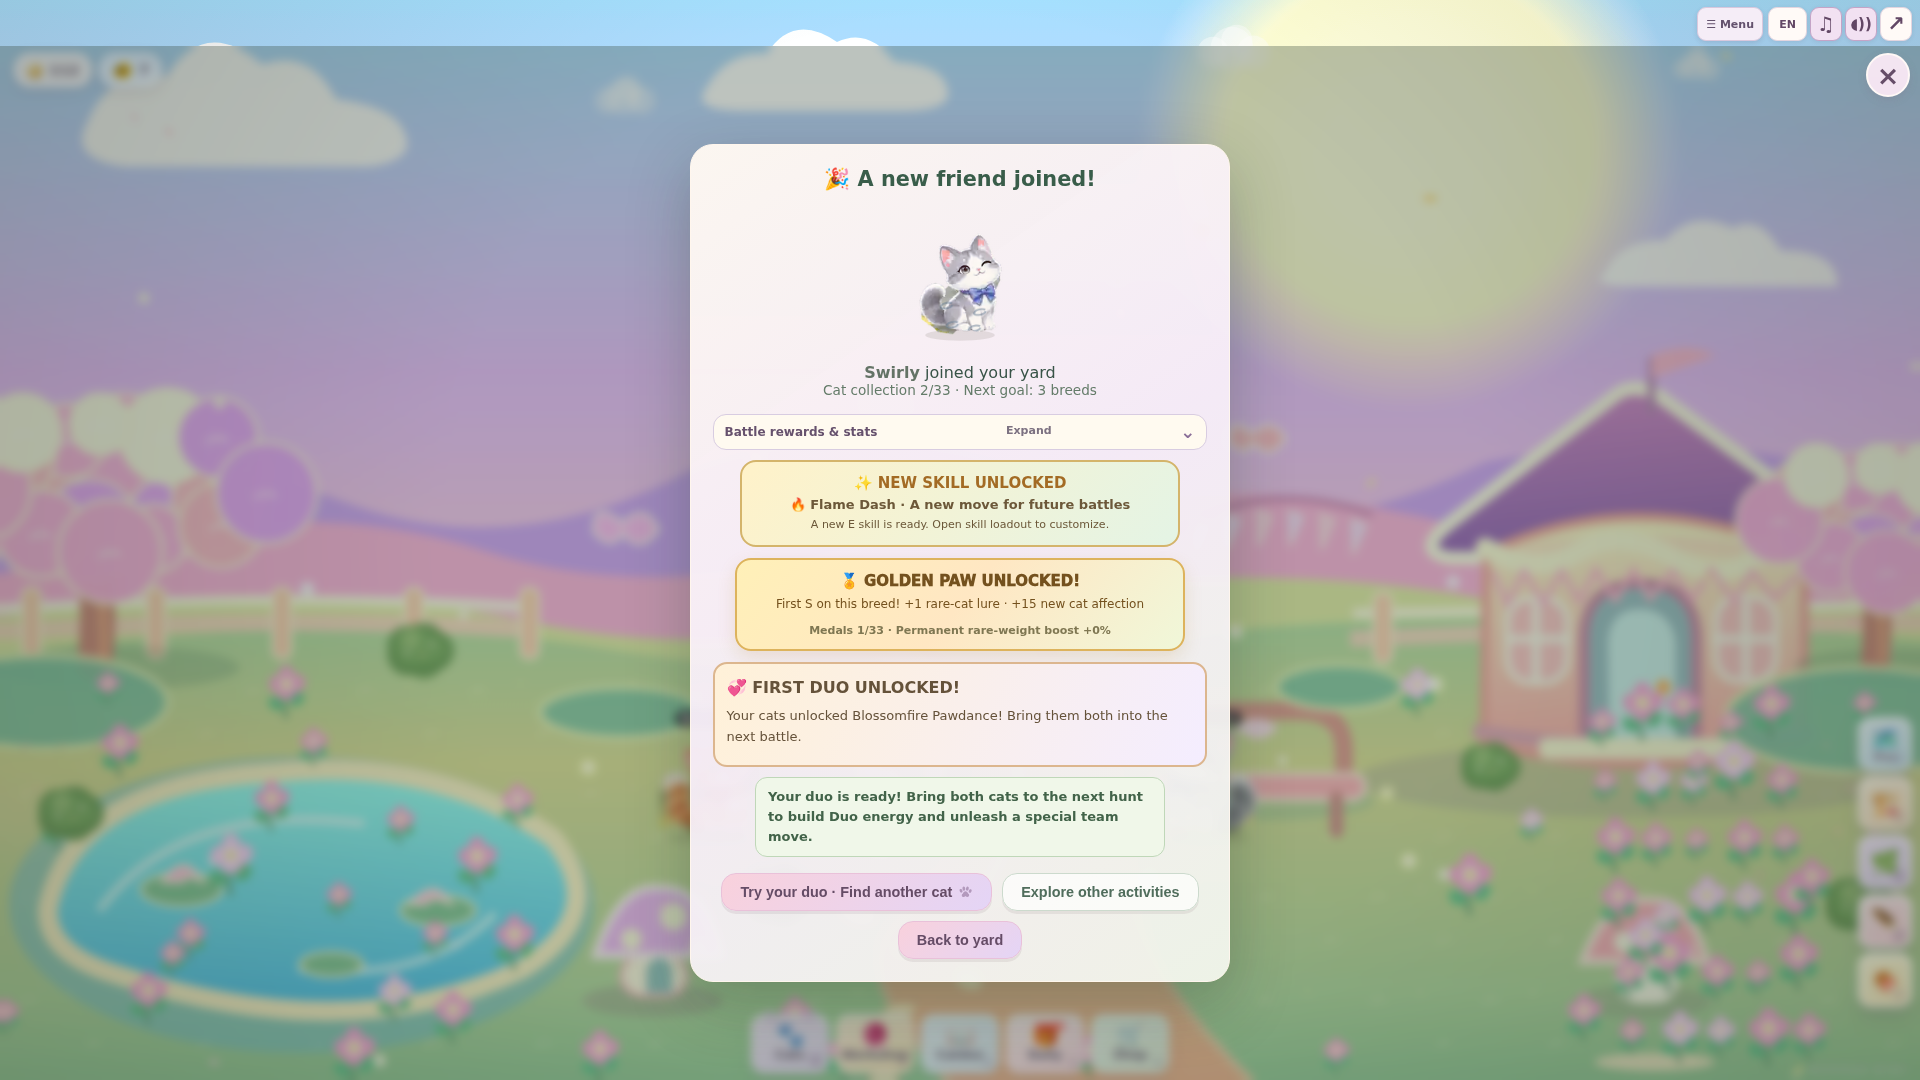 ☰ Menu
EN
🎉 A new friend joined!
Swirly joined your yard
Cat collection 2/33 · Next goal: 3 breeds
Battle rewards & stats
Expand
✨ NEW SKILL UNLOCKED
🔥 Flame Dash · A new move for future battles
A new E skill is ready. Open skill loadout to customize.
🏅 GOLDEN PAW UNLOCKED!
First S on this breed! +1 rare-cat lure · +15 new cat affection
Medals 1/33 · Permanent rare-weight boost +0%
💞 FIRST DUO UNLOCKED!
Your cats unlocked Blossomfire Pawdance! Bring them both into the
next battle.
Your duo is ready! Bring both cats to the next hunt
to build Duo energy and unleash a special team
move.
Try your duo · Find another cat 🐾
Explore other activities
Back to yard